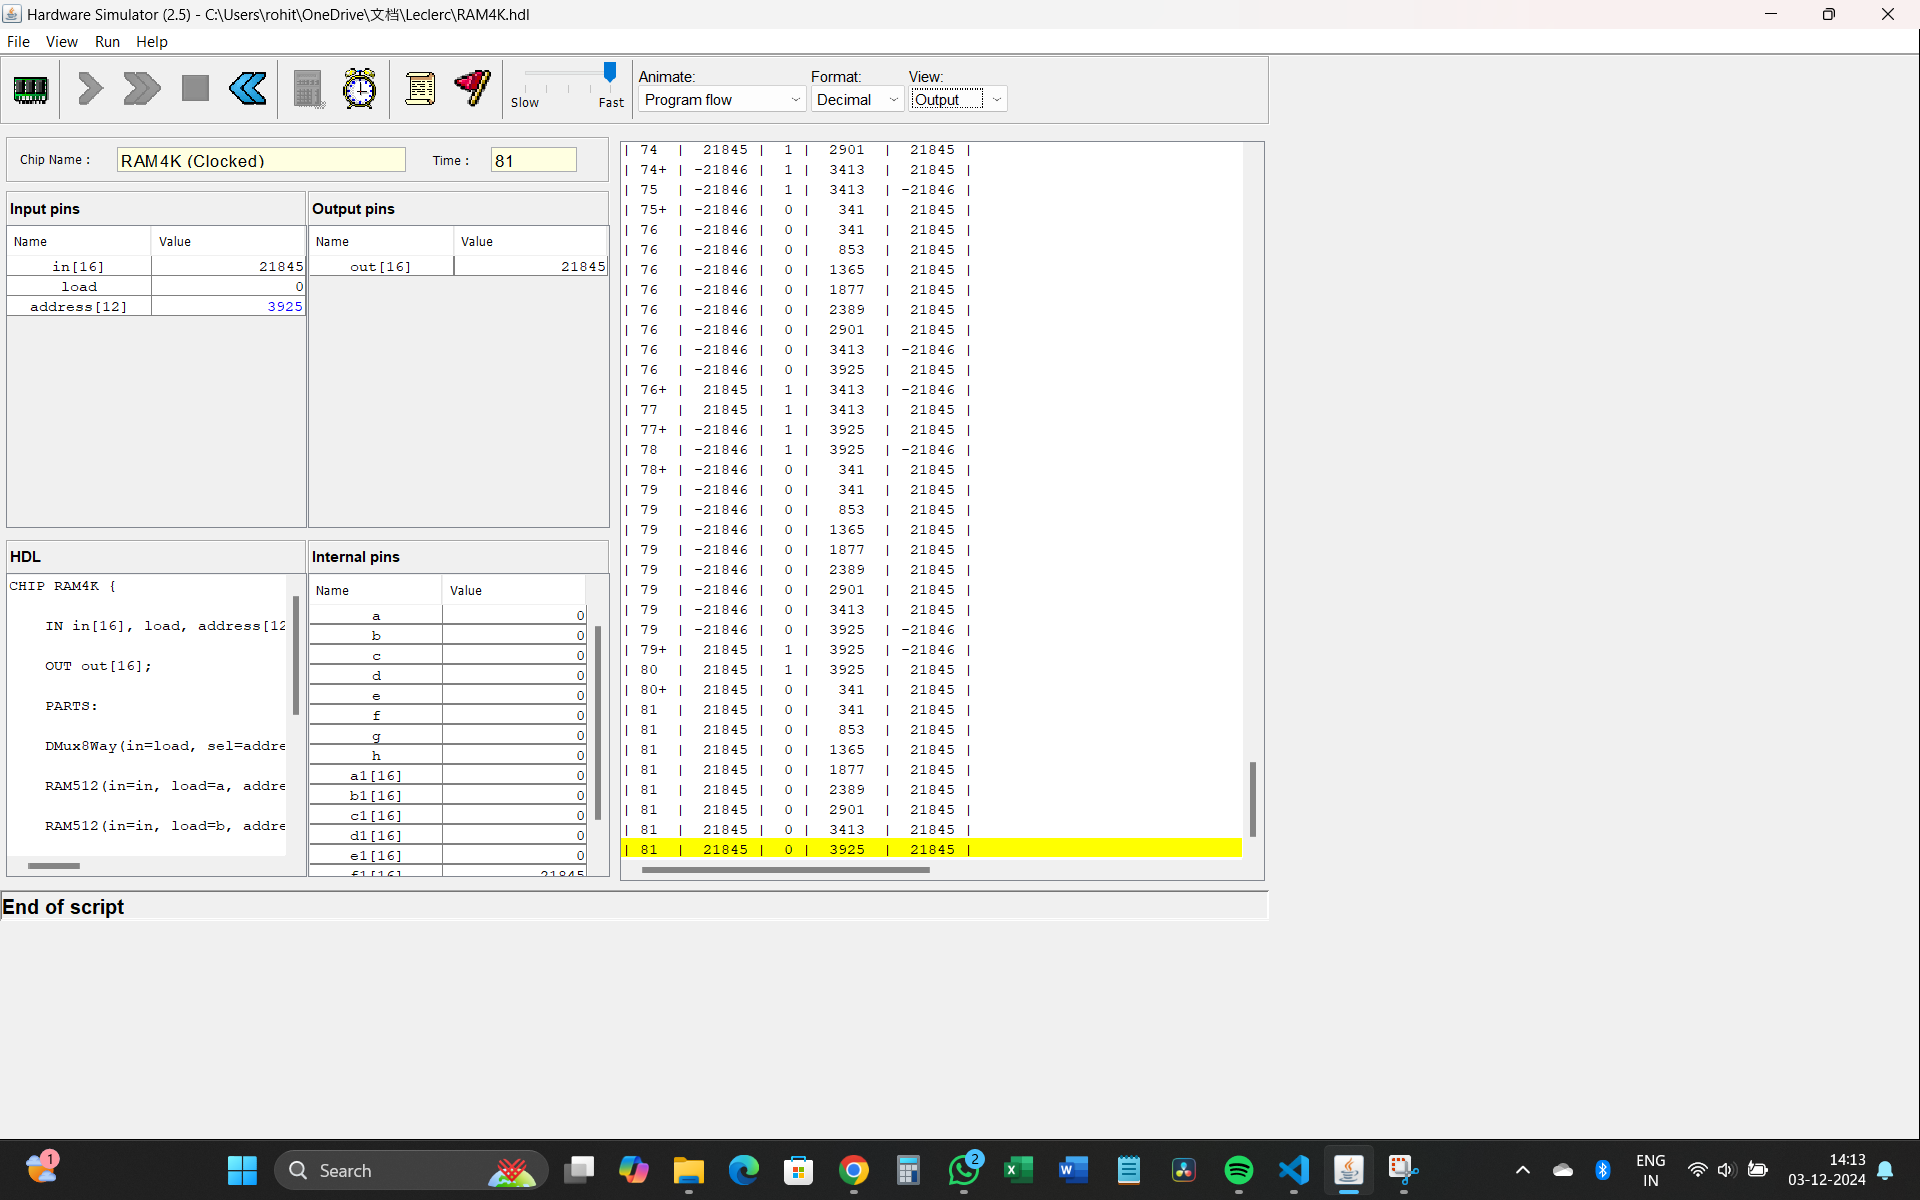 Hardware Simulator (2.5) - C:\Users\rohit\OneDrive\文档\Leclerc\RAM4K.hdl
File View Run Help
Slow Fast
Animate: Format: View:
Program flow Decimal Output
Chip Name : RAM4K (Clocked) Time : 81
Input pins
Name Value
in[16] 21845
load 0
address[12] 3925
Output pins
Name Value
out[16] 21845
HDL
CHIP RAM4K {
IN in[16], load, address[12
OUT out[16];
PARTS:
DMux8Way(in=load, sel=addre
RAM512(in=in, load=a, addre
RAM512(in=in, load=b, addre
Internal pins
Name Value
a 0
b 0
c 0
d 0
e 0
f 0
g 0
h 0
a1[16] 0
b1[16] 0
c1[16] 0
d1[16] 0
e1[16] 0
f1[16] 21845
| 74 | 21845 | 1 | 2901 | 21845 |
| 74+ | -21846 | 1 | 3413 | 21845 |
| 75 | -21846 | 1 | 3413 | -21846 |
| 75+ | -21846 | 0 | 341 | 21845 |
| 76 | -21846 | 0 | 341 | 21845 |
| 76 | -21846 | 0 | 853 | 21845 |
| 76 | -21846 | 0 | 1365 | 21845 |
| 76 | -21846 | 0 | 1877 | 21845 |
| 76 | -21846 | 0 | 2389 | 21845 |
| 76 | -21846 | 0 | 2901 | 21845 |
| 76 | -21846 | 0 | 3413 | -21846 |
| 76 | -21846 | 0 | 3925 | 21845 |
| 76+ | 21845 | 1 | 3413 | -21846 |
| 77 | 21845 | 1 | 3413 | 21845 |
| 77+ | -21846 | 1 | 3925 | 21845 |
| 78 | -21846 | 1 | 3925 | -21846 |
| 78+ | -21846 | 0 | 341 | 21845 |
| 79 | -21846 | 0 | 341 | 21845 |
| 79 | -21846 | 0 | 853 | 21845 |
| 79 | -21846 | 0 | 1365 | 21845 |
| 79 | -21846 | 0 | 1877 | 21845 |
| 79 | -21846 | 0 | 2389 | 21845 |
| 79 | -21846 | 0 | 2901 | 21845 |
| 79 | -21846 | 0 | 3413 | 21845 |
| 79 | -21846 | 0 | 3925 | -21846 |
| 79+ | 21845 | 1 | 3925 | -21846 |
| 80 | 21845 | 1 | 3925 | 21845 |
| 80+ | 21845 | 0 | 341 | 21845 |
| 81 | 21845 | 0 | 341 | 21845 |
| 81 | 21845 | 0 | 853 | 21845 |
| 81 | 21845 | 0 | 1365 | 21845 |
| 81 | 21845 | 0 | 1877 | 21845 |
| 81 | 21845 | 0 | 2389 | 21845 |
| 81 | 21845 | 0 | 2901 | 21845 |
| 81 | 21845 | 0 | 3413 | 21845 |
| 81 | 21845 | 0 | 3925 | 21845 |
End of script
1
Search
2
ENG
IN
14:13
03-12-2024